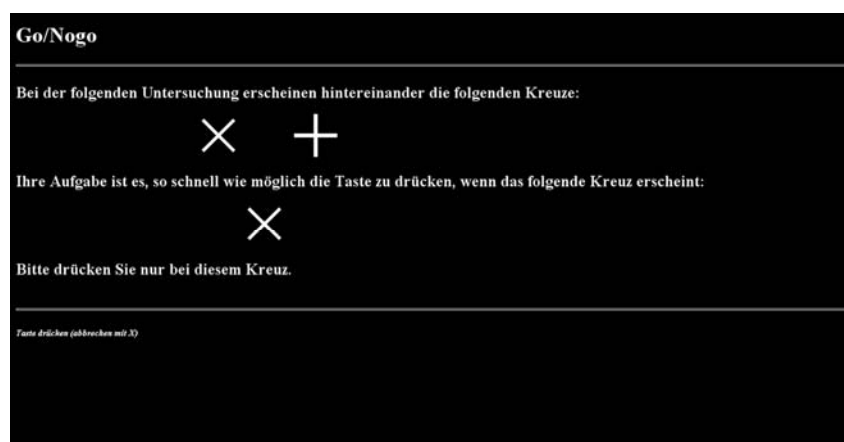 Go/Nogo
Bei der folgenden Untersuchung erscheinen hintereinander die folgenden Kreuze:
Ihre Aufgabe ist es, so schnell wie möglich die Taste zu drücken, wenn das folgende Kreuz erscheint:
Bitte drücken Sie nur bei diesem Kreuz.
Taste drücken (abbrechen mit X)